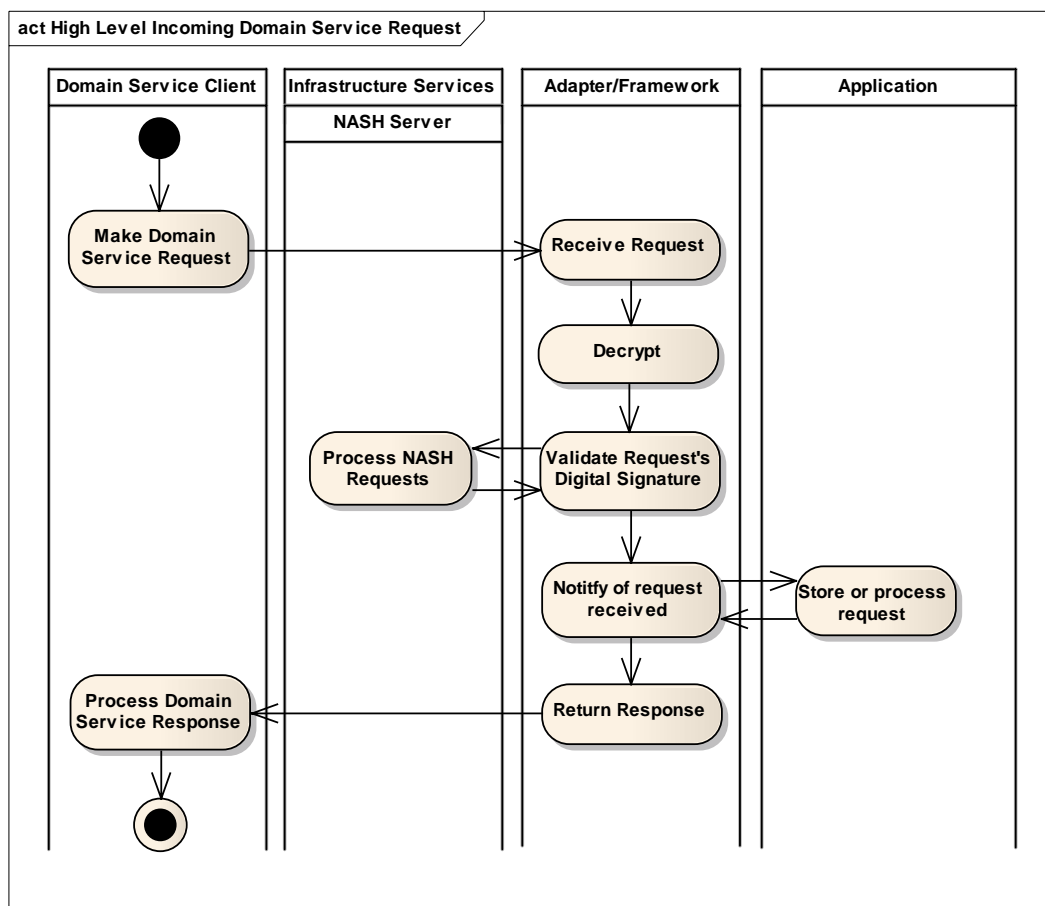 act High Level Incoming Domain Service Request
Domain Service Client
Infrastructure Services
Adapter/Framework
Application
NASH Server
Make Domain
Service Request
Receive Request
Decrypt
Process NASH
Requests
Validate Request's
Digital Signature
Notitfy of request
received
Store or process
request
Process Domain
Service Response
Return Response